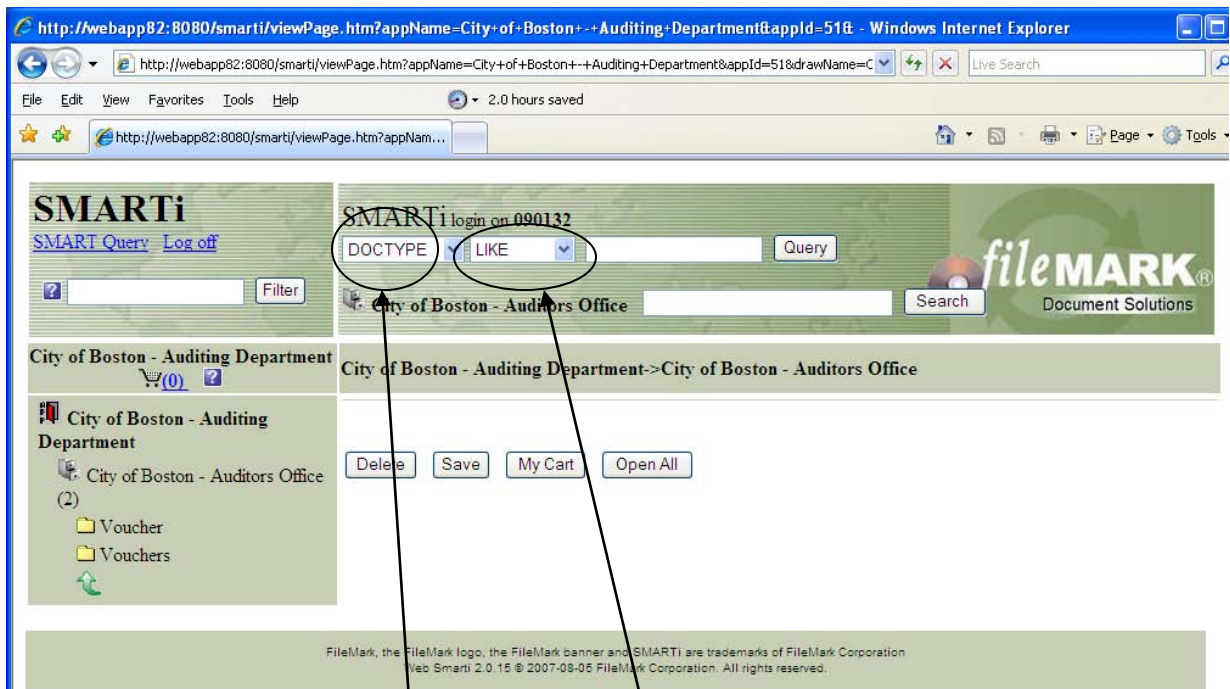 http://webapp82:8080/smarti/viewPage.htm?appName=City+of+Boston+-+Auditing+Department&appId=51& - Windows Internet Explorer
http://webapp82:8080/smarti/viewPage.htm?appName=City+of+Boston+-+Auditing+Department&appId=51&drawName=C
Live Search
File Edit View Favorites Tools Help
2.0 hours saved
http://webapp82:8080/smarti/viewPage.htm?appNam...
Page
Tools
SMARTi
SMART Query Log off
Filter
SMARTi login on 090132
DOCTYPE LIKE Query
City of Boston - Auditors Office Search
fileMARK®
Document Solutions
City of Boston - Auditing Department
(0)
City of Boston - Auditing Department->City of Boston - Auditors Office
City of Boston - Auditing
Department
City of Boston - Auditors Office
(2)
Voucher
Vouchers
Delete Save My Cart Open All
FileMark, the FileMark logo, the FileMark banner and SMARTi are trademarks of FileMark Corporation
Web Smarti 2.0.15 © 2007-08-05 FileMark Corporation. All rights reserved.